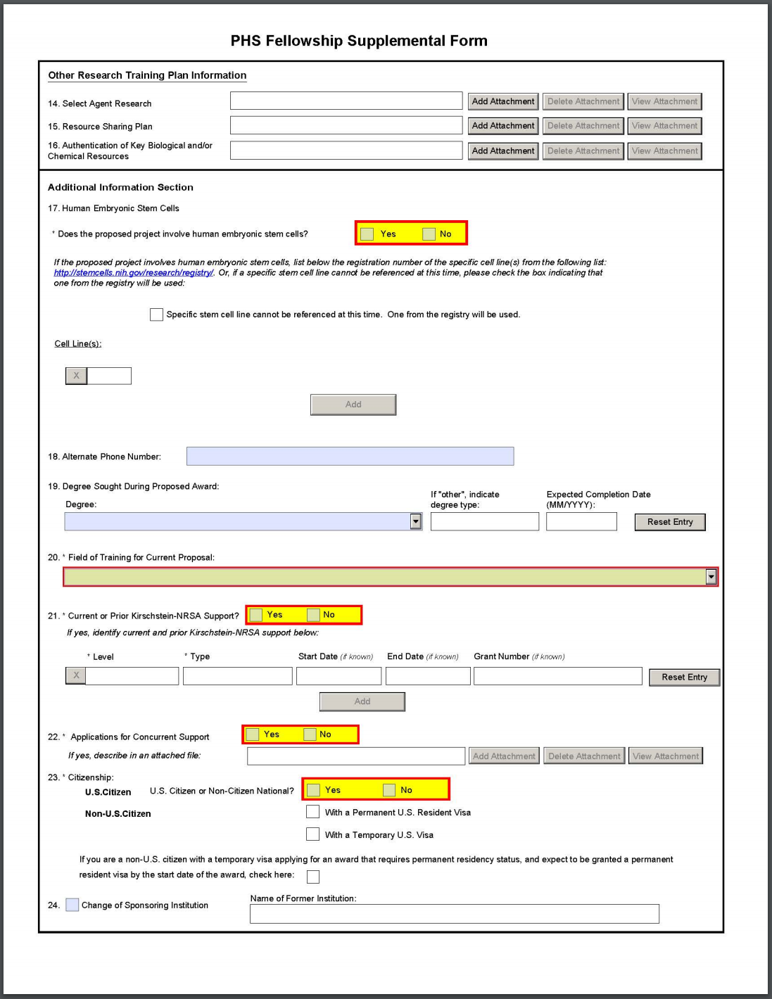 PHS Fellowship Supplemental Form
Other Research Training Plan Information
14. Select Agent Research
Add Attachment Delete Attachment View Attachment
15. Resource Sharing Plan
Add Attachment Delete Attachment View Attachment
16. Authentication of Key Biological and/or
Chemical Resources
Add Attachment Delete Attachment View Attachment
Additional Information Section
17. Human Embryonic Stem Cells
* Does the proposed project involve human embryonic stem cells? Yes No
If the proposed project involves human embryonic stem cells, list below the registration number of the specific cell line(s) from the following list:
http://stemcells.nih.gov/research/registry/. Or, if a specific stem cell line cannot be referenced at this time, please check the box indicating that
one from the registry will be used:
Specific stem cell line cannot be referenced at this time. One from the registry will be used.
Cell Line(s):
X
Add
18. Alternate Phone Number:
19. Degree Sought During Proposed Award:
Degree:
If "other", indicate
degree type:
Expected Completion Date
(MM/YYYY):
Reset Entry
20. * Field of Training for Current Proposal:
21. * Current or Prior Kirschstein-NRSA Support? Yes No
If yes, identify current and prior Kirschstein-NRSA support below:
* Level * Type Start Date (if known) End Date (if known) Grant Number (if known)
X Reset Entry
Add
22. * Applications for Concurrent Support Yes No
If yes, describe in an attached file: Add Attachment Delete Attachment View Attachment
23. * Citizenship:
U.S.Citizen U.S. Citizen or Non-Citizen National? Yes No
Non-U.S.Citizen With a Permanent U.S. Resident Visa
With a Temporary U.S. Visa
If you are a non-U.S. citizen with a temporary visa applying for an award that requires permanent residency status, and expect to be granted a permanent
resident visa by the start date of the award, check here:
24. Change of Sponsoring Institution
Name of Former Institution: